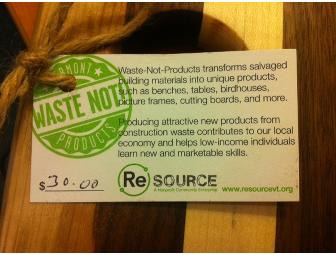 VERMONT
WASTE NOT
PRODUCTS
Waste-Not-Products transforms salvaged
building materials into unique products,
such as benches, tables, birdhouses,
picture frames, cutting boards, and more.
Producing attractive new products from
construction waste contributes to our local
economy and helps low-income individuals
learn new and marketable skills.
$30.00
ReSOURCE
A Nonprofit Community Enterprise
www.resourcevt.org